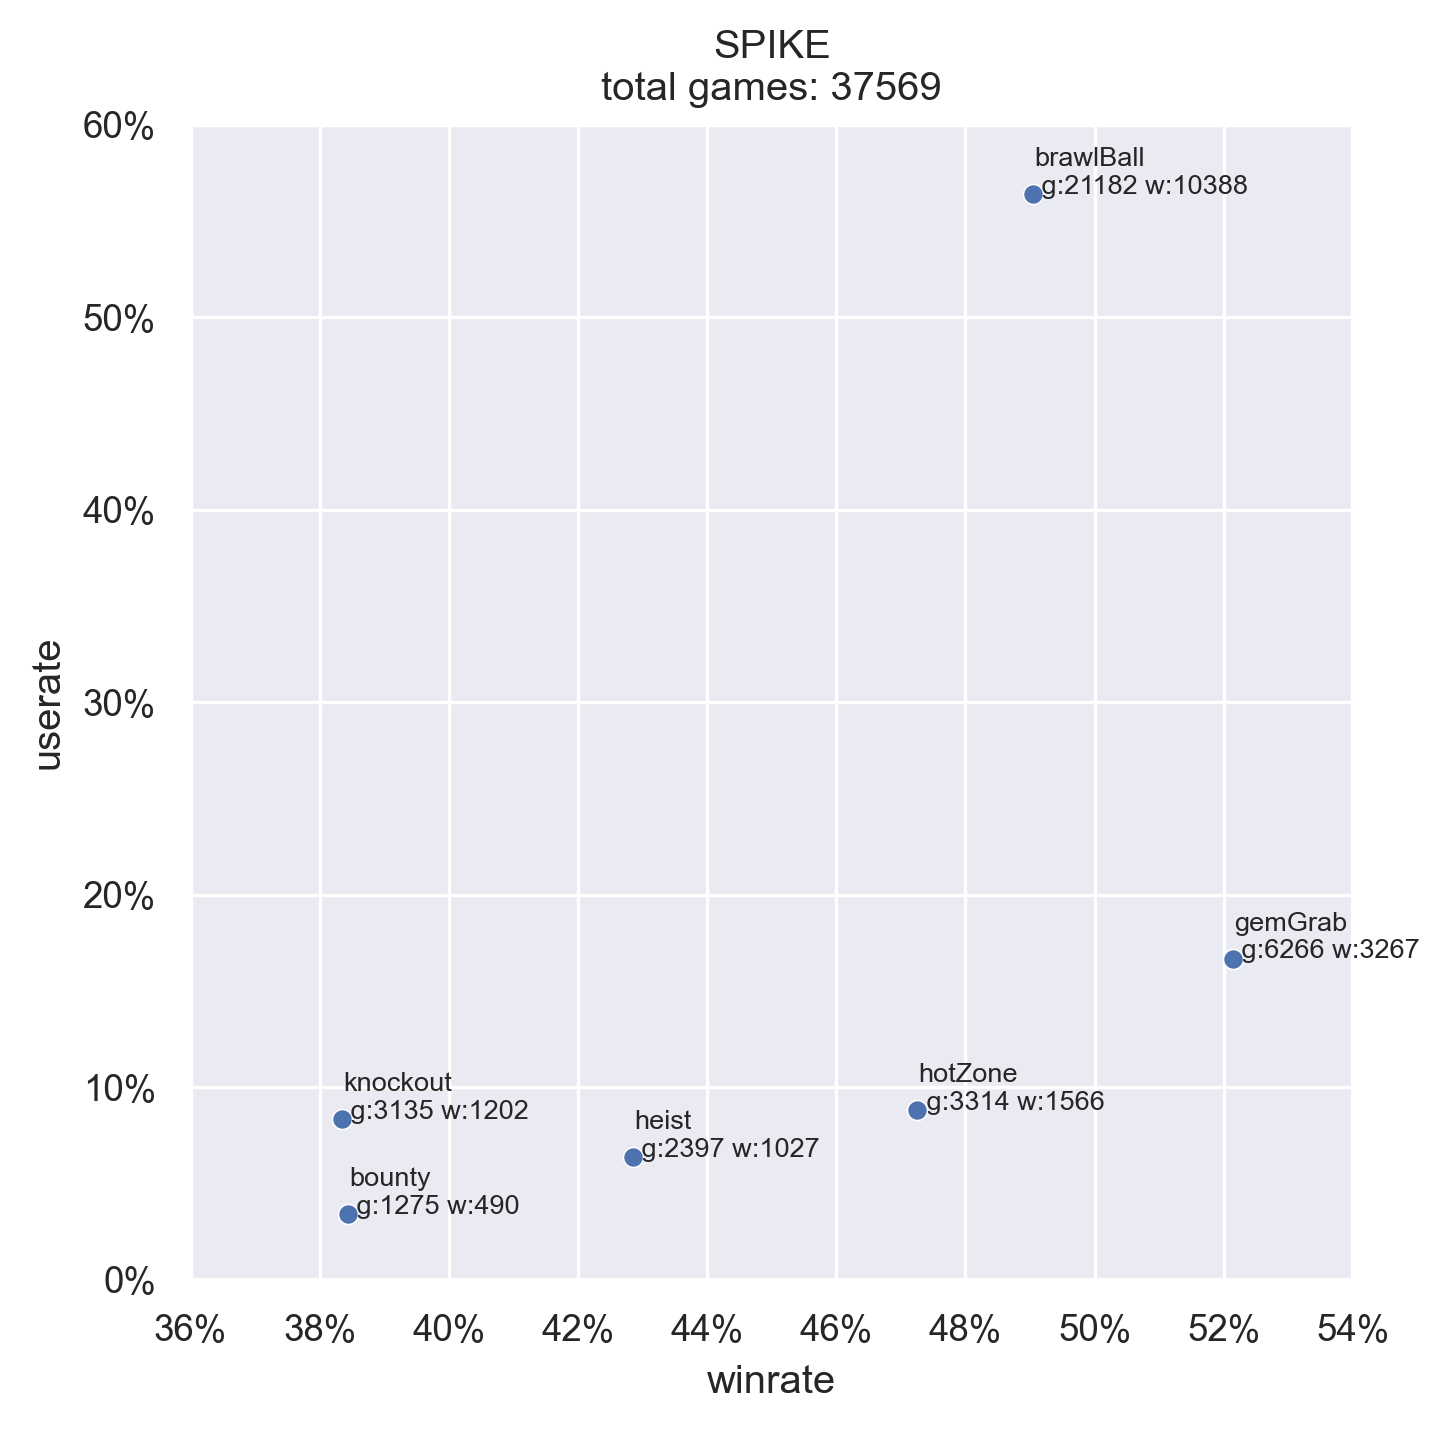 SPIKE
total games: 37569
60%
50%
40%
30%
20%
10%
0%
userate
brawlBall
g:21182 w:10388
gemGrab
g:6266 w:3267
hotZone
g:3314 w:1566
knockout
g:3135 w:1202
heist
g:2397 w:1027
bounty
g:1275 w:490
36% 38% 40% 42% 44% 46% 48% 50% 52% 54%
winrate